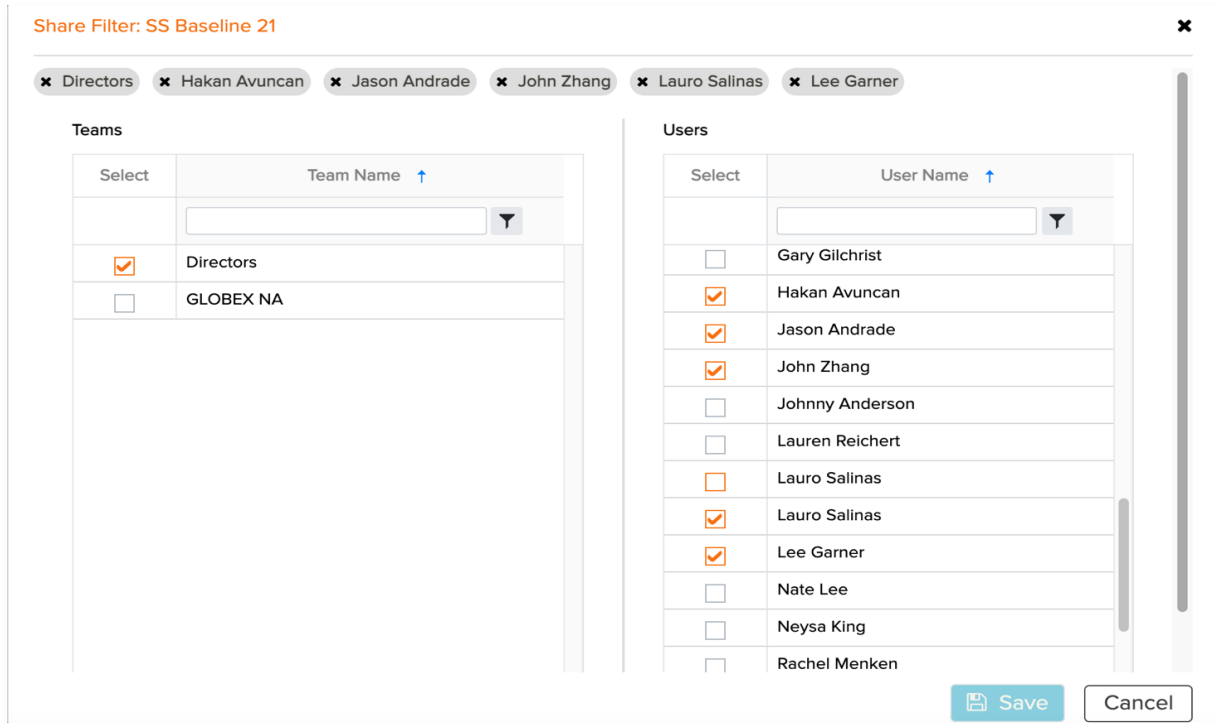 Share Filter: SS Baseline 21
Directors Hakan Avuncan Jason Andrade John Zhang Lauro Salinas Lee Garner
Teams
Select Team Name
Directors
GLOBEX NA
Users
Select User Name
Gary Gilchrist
Hakan Avuncan
Jason Andrade
John Zhang
Johnny Anderson
Lauren Reichert
Lauro Salinas
Lauro Salinas
Lee Garner
Nate Lee
Neysa King
Rachel Menken
Save Cancel